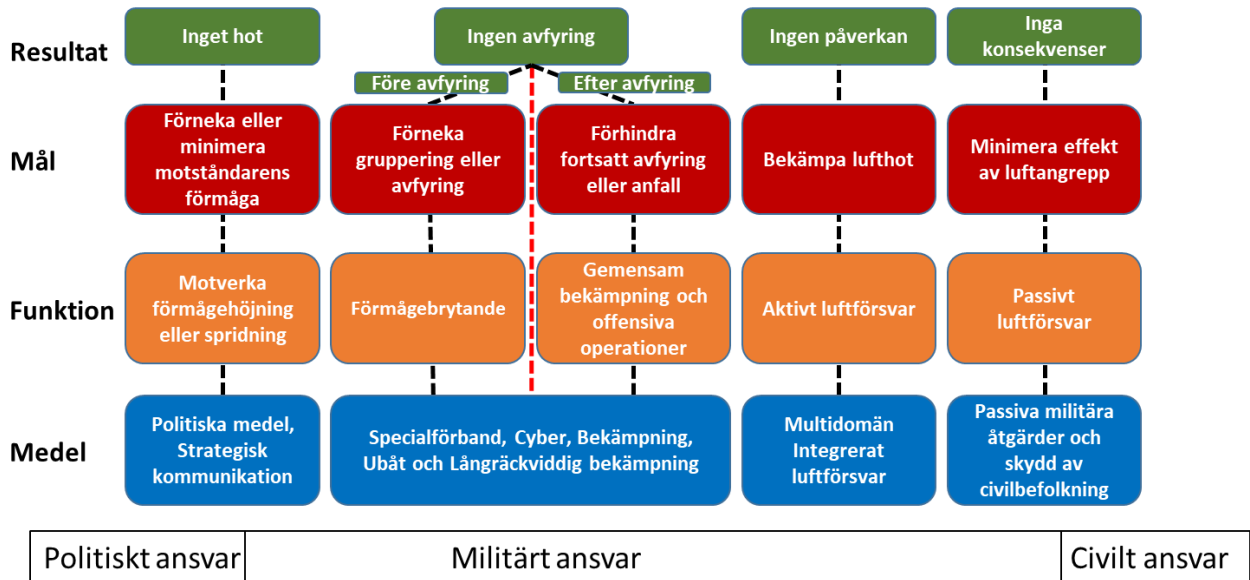 Resultat
Inget hot
Ingen avfyring
Ingen påverkan
Inga
konsekvenser
Före avfyring
Efter avfyring
Mål
Förneka eller
minimera
motståndarens
förmåga
Förneka
gruppering eller
avfyring
Förhindra
fortsatt avfyring
eller anfall
Bekämpa lufthot
Minimera effekt
av luftangrepp
Funktion
Motverka
förmågehöjning
eller spridning
Förmågebrytande
Gemensam
bekämpning och
offensiva
operationer
Aktivt luftförsvar
Passivt
luftförsvar
Medel
Politiska medel,
Strategisk
kommunikation
Specialförband, Cyber, Bekämpning,
Ubåt och Långräckviddig bekämpning
Multidomän
Integrerat
luftförsvar
Passiva militära
åtgärder och
skydd av
civilbefolkning
Politiskt ansvar
Militärt ansvar
Civilt ansvar